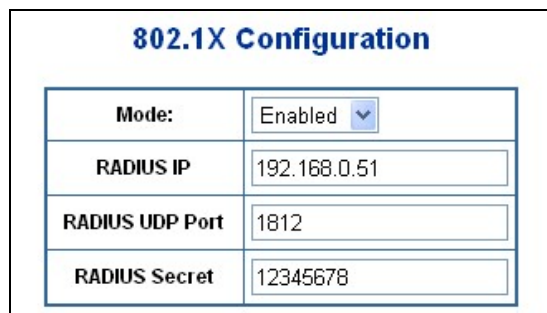 802.1X Configuration
Mode: Enabled
RADIUS IP 192.168.0.51
RADIUS UDP Port 1812
RADIUS Secret 12345678